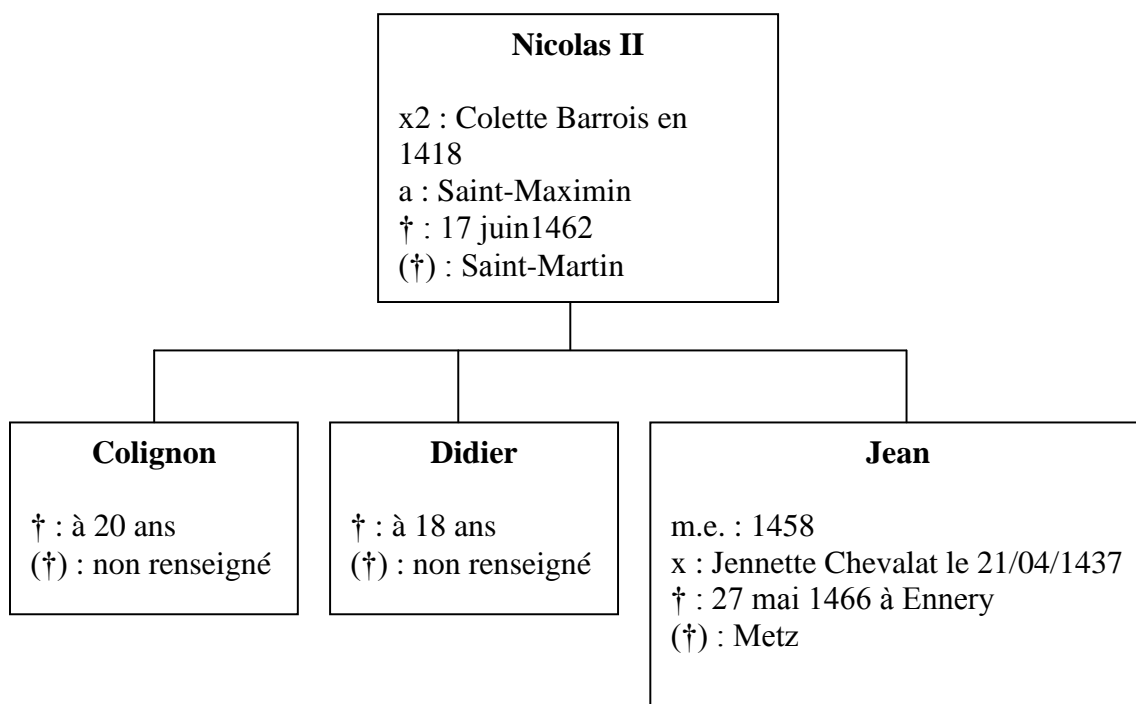 Nicolas II
x2 : Colette Barrois en
1418
a : Saint-Maximin
† : 17 juin1462
(†) : Saint-Martin
Colignon
† : à 20 ans
(†) : non renseigné
Didier
† : à 18 ans
(†) : non renseigné
Jean
m.e. : 1458
x : Jennette Chevalat le 21/04/1437
† : 27 mai 1466 à Ennery
(†) : Metz